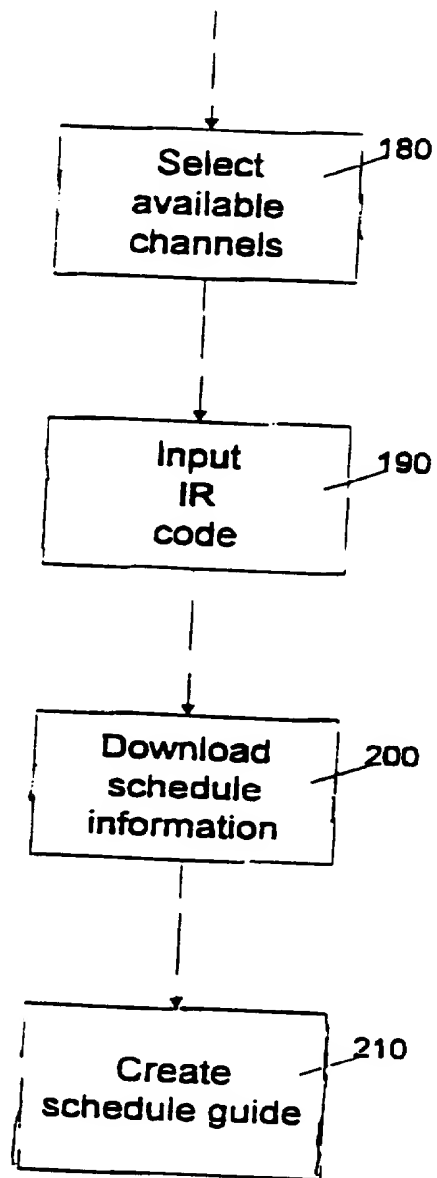 Select
available
channels
180
Input
IR
code
190
Download
schedule
information
200
Create
schedule guide
210